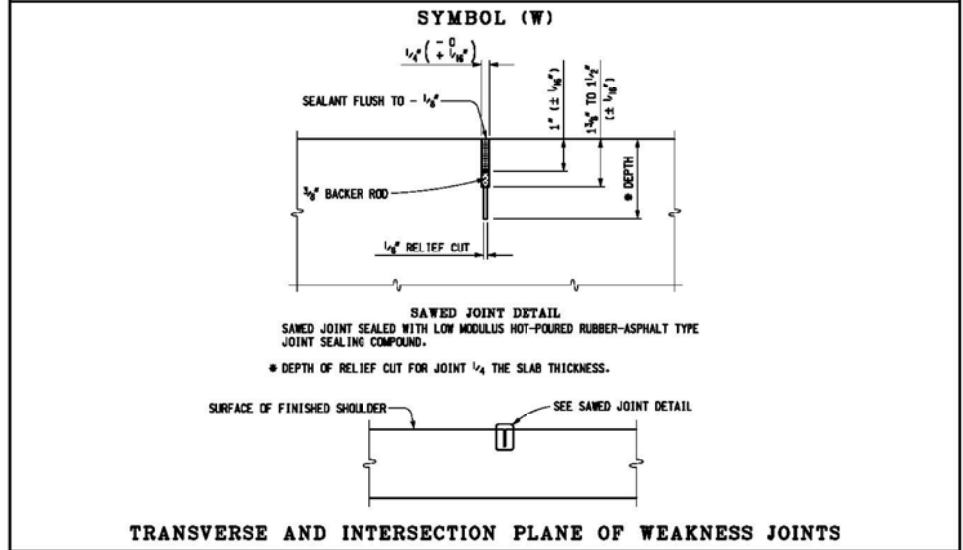 SYMBOL (W)
1/4" ( - 0
+ 1/16" )
SEALANT FLUSH TO - 1/8"
1" (± 1/16")
1 3/8" TO 1 1/2"
(± 1/16")
* DEPTH
3/8" BACKER ROD
1/8" RELIEF CUT
SAWED JOINT DETAIL
SAWED JOINT SEALED WITH LOW MODULUS HOT-POURED RUBBER-ASPHALT TYPE
JOINT SEALING COMPOUND.
* DEPTH OF RELIEF CUT FOR JOINT 1/4 THE SLAB THICKNESS.
SURFACE OF FINISHED SHOULDER
SEE SAWED JOINT DETAIL
TRANSVERSE AND INTERSECTION PLANE OF WEAKNESS JOINTS